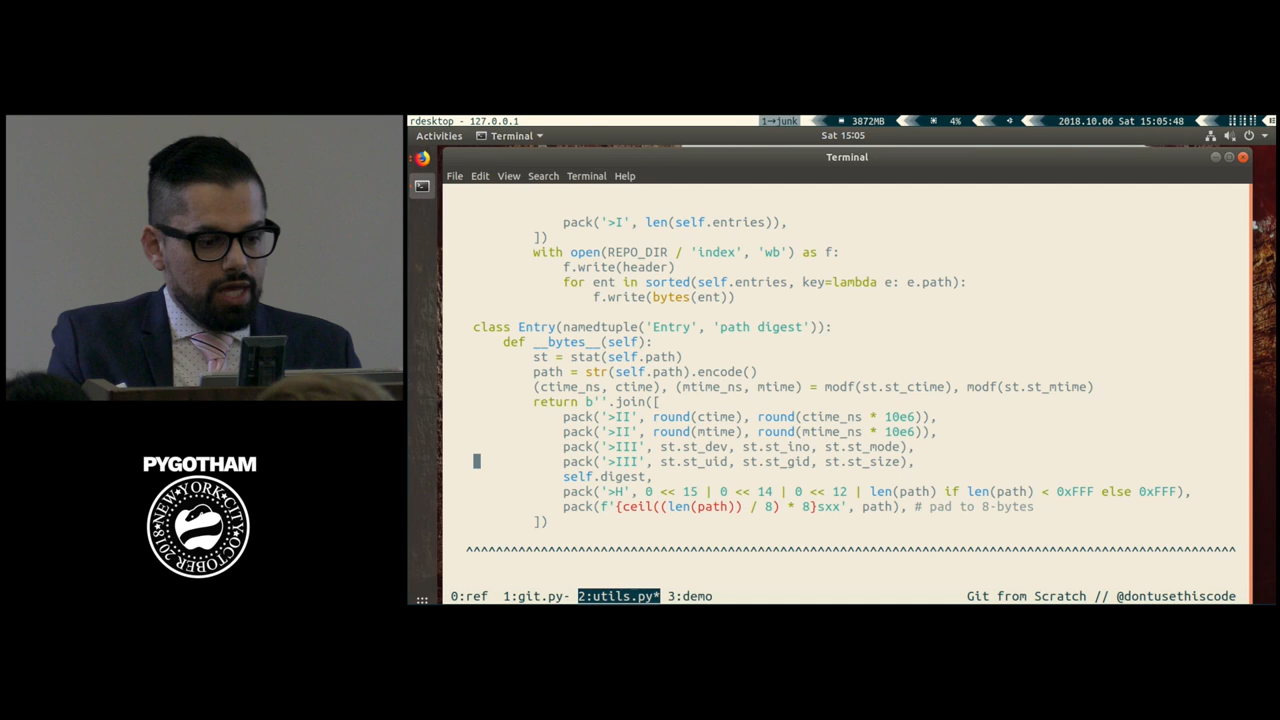 rdesktop - 127.0.0.1
1→junk
3872MB
4%
2018.10.06 Sat 15:05:48
Activities
Terminal
Sat 15:05
Terminal
File Edit View Search Terminal Help
pack('>I', len(self.entries)),
])
with open(REPO_DIR / 'index', 'wb') as f:
f.write(header)
for ent in sorted(self.entries, key=lambda e: e.path):
f.write(bytes(ent))
class Entry(namedtuple('Entry', 'path digest')):
def __bytes__(self):
st = stat(self.path)
path = str(self.path).encode()
(ctime_ns, ctime), (mtime_ns, mtime) = modf(st.st_ctime), modf(st.st_mtime)
return b''.join([
pack('>II', round(ctime), round(ctime_ns * 10e6)),
pack('>II', round(mtime), round(mtime_ns * 10e6)),
pack('>III', st.st_dev, st.st_ino, st.st_mode),
pack('>III', st.st_uid, st.st_gid, st.st_size),
self.digest,
pack('>H', 0 << 15 | 0 << 14 | 0 << 12 | len(path) if len(path) < 0xFFF else 0xFFF),
pack(f'{ceil((len(path)) / 8) * 8}sxx', path), # pad to 8-bytes
])
^^^^^^^^^^^^^^^^^^^^^^^^^^^^^^^^^^^^^^^^^^^^^^^^^^^^^^^^^^^^^^^^^^^^^^^^^^^^^^^^^^^^^^^^^^^^^^^^^^^^^^^
0:ref 1:git.py- 2:utils.py* 3:demo
Git from Scratch // @dontusethiscode
PYGOTHAM
NEW·YORK·CITY·OCTOBER
2018